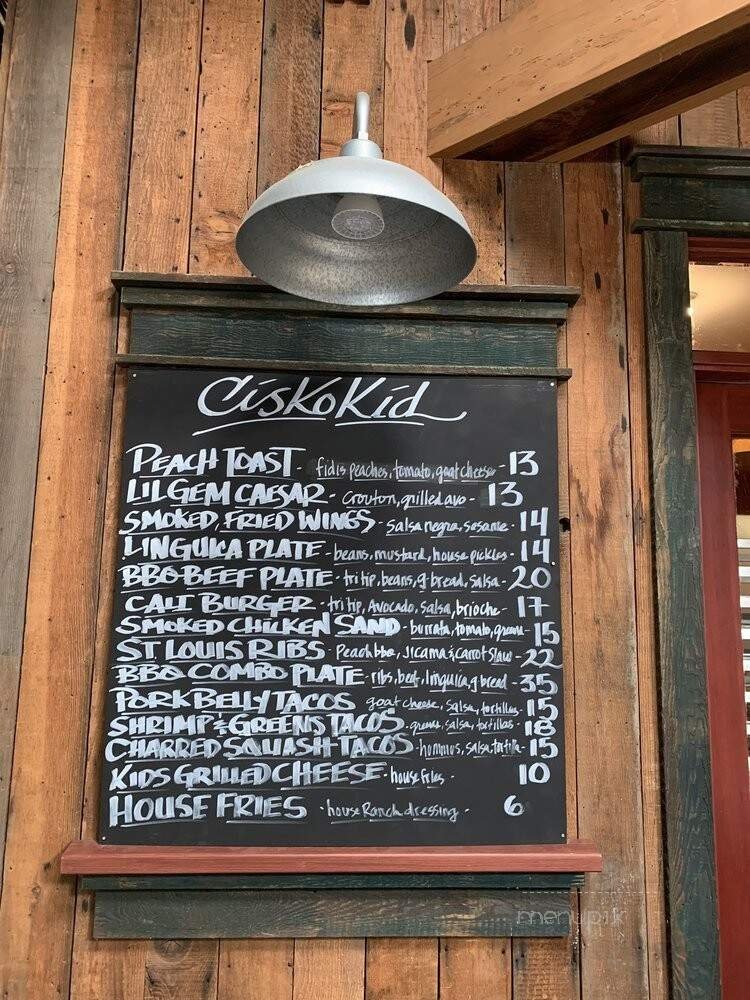 CiskoKid
PEACH TOAST - fidis peaches, tomato, goat cheese - 13
LIL GEM CAESAR - crouton, grilled avo - 13
SMOKED, FRIED WINGS - salsa negra, sesame - 14
LINGUICA PLATE - beans, mustard, house pickles - 14
BBQ BEEF PLATE - tri tip, beans, g bread, salsa - 20
CALI BURGER - tri tip, Avocado, salsa, brioche - 17
SMOKED CHICKEN SAND - burrata, tomato, greens - 15
ST LOUIS RIBS - Peach bbq, Jicama & carrot slaw - 22
BBQ COMBO PLATE - ribs, beef, linguica, g bread - 35
PORK BELLY TACOS goat cheese, salsa, tortillas - 15
SHRIMP & GREENS TACOS - greens, salsa, tortillas - 18
CHARRED SQUASH TACOS - hommus, salsa, tortilla - 15
KIDS GRILLED CHEESE - house fries - 10
HOUSE FRIES - house Ranch dressing - 6
menupik